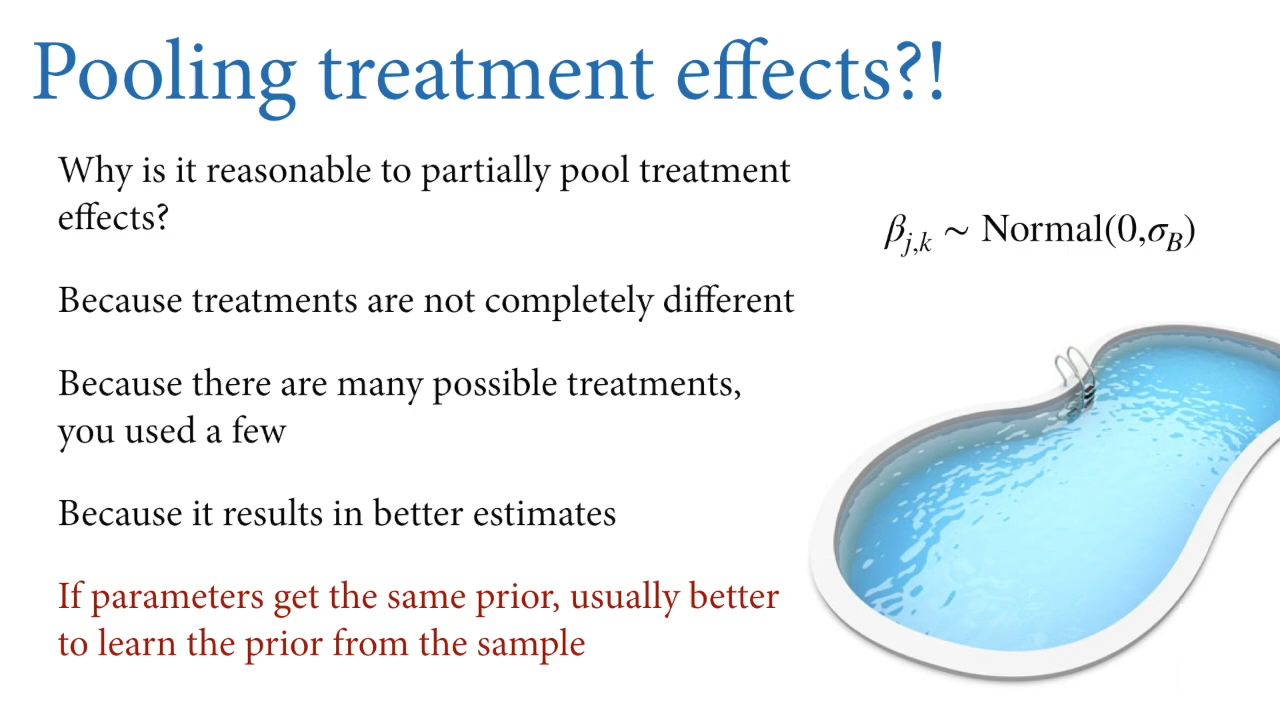 Pooling treatment effects?!
Why is it reasonable to partially pool treatment
effects?
β_{j,k} ~ Normal(0,σ_B)
Because treatments are not completely different
Because there are many possible treatments,
you used a few
Because it results in better estimates
If parameters get the same prior, usually better
to learn the prior from the sample